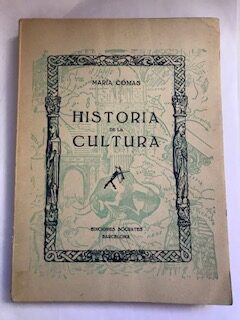 MARÍA COMAS
HISTORIA
DE LA
CULTURA
EDICIONES SÓCRATES
BARCELONA